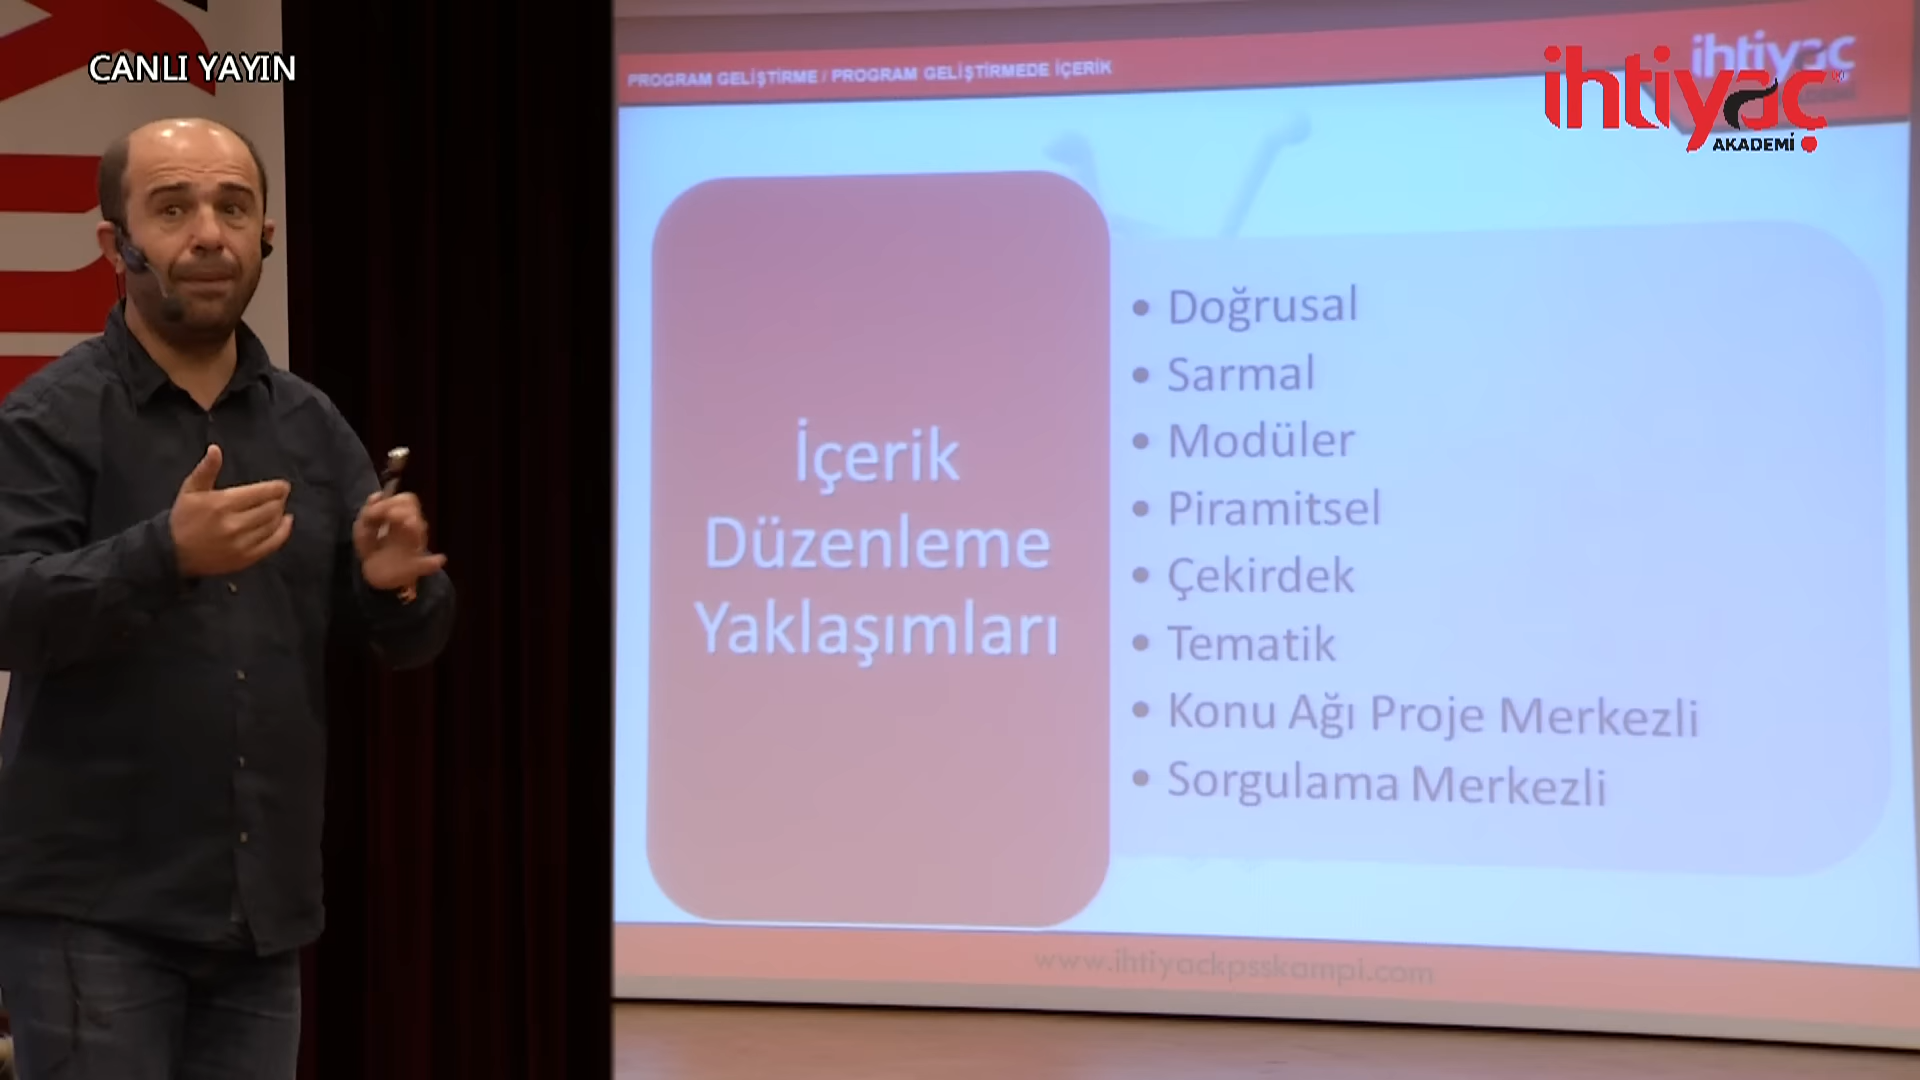 CANLI YAYIN
PROGRAM GELİŞTİRME / PROGRAM GELİŞTİRMEDE İÇERİK
ihtiyaç
ihtiyaç
AKADEMİ
İçerik
Düzenleme
Yaklaşımları
• Doğrusal
• Sarmal
• Modüler
• Piramitsel
• Çekirdek
• Tematik
• Konu Ağı Proje Merkezli
• Sorgulama Merkezli
www.ihtiyackpsskampi.com